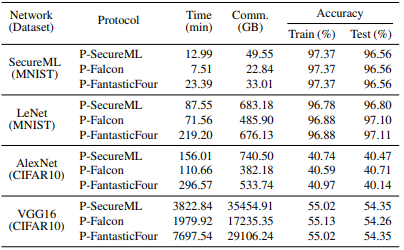 Network (Dataset) Protocol Time (min) Comm. (GB) Accuracy Train (%) Test (%)
SecureML (MNIST) P-SecureML 12.99 49.55 97.37 96.56
P-Falcon 7.51 22.84 97.37 96.56
P-FantasticFour 23.39 33.01 97.37 96.56
LeNet (MNIST) P-SecureML 87.55 683.18 96.78 96.80
P-Falcon 71.56 485.90 96.88 97.10
P-FantasticFour 219.20 676.13 96.88 97.11
AlexNet (CIFAR10) P-SecureML 156.01 740.50 40.74 40.47
P-Falcon 110.66 382.18 40.59 40.71
P-FantasticFour 296.57 533.74 40.97 40.14
VGG16 (CIFAR10) P-SecureML 3822.84 35454.91 55.02 54.35
P-Falcon 1979.92 17235.35 55.13 54.26
P-FantasticFour 7697.54 29106.24 55.02 54.35